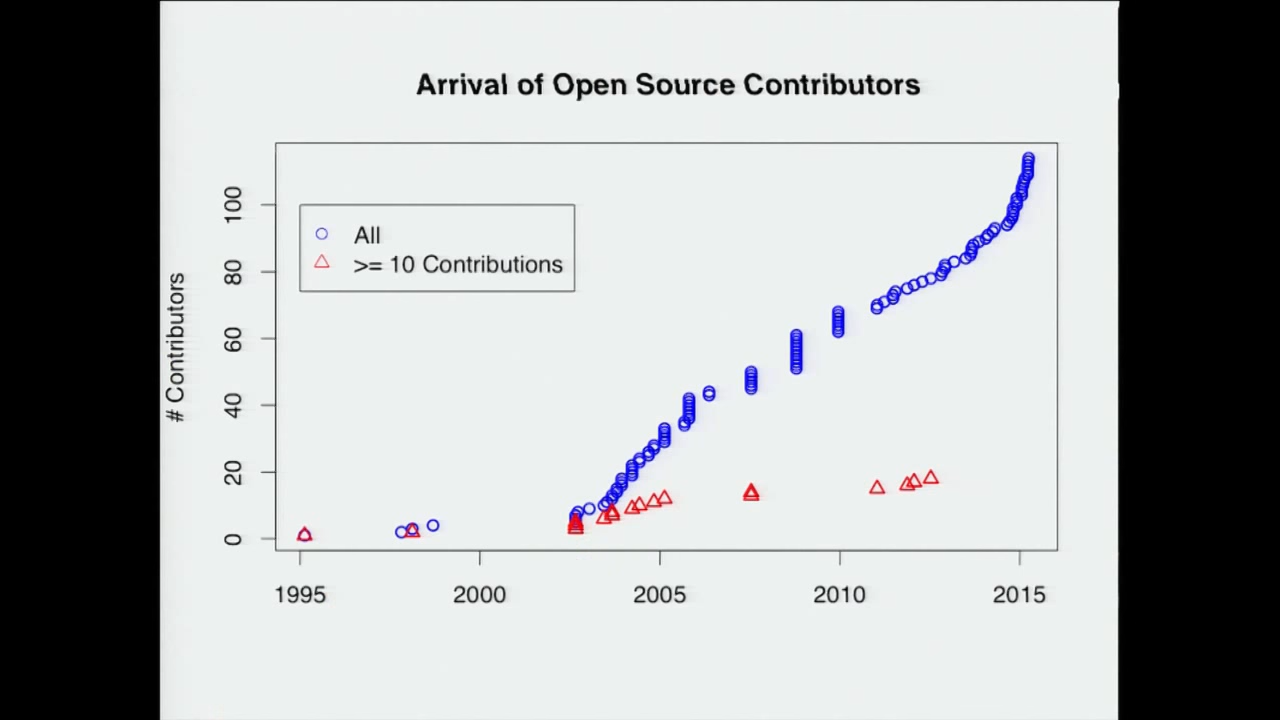 Arrival of Open Source Contributors
# Contributors
100
80
60
40
20
0
All
>= 10 Contributions
1995 2000 2005 2010 2015